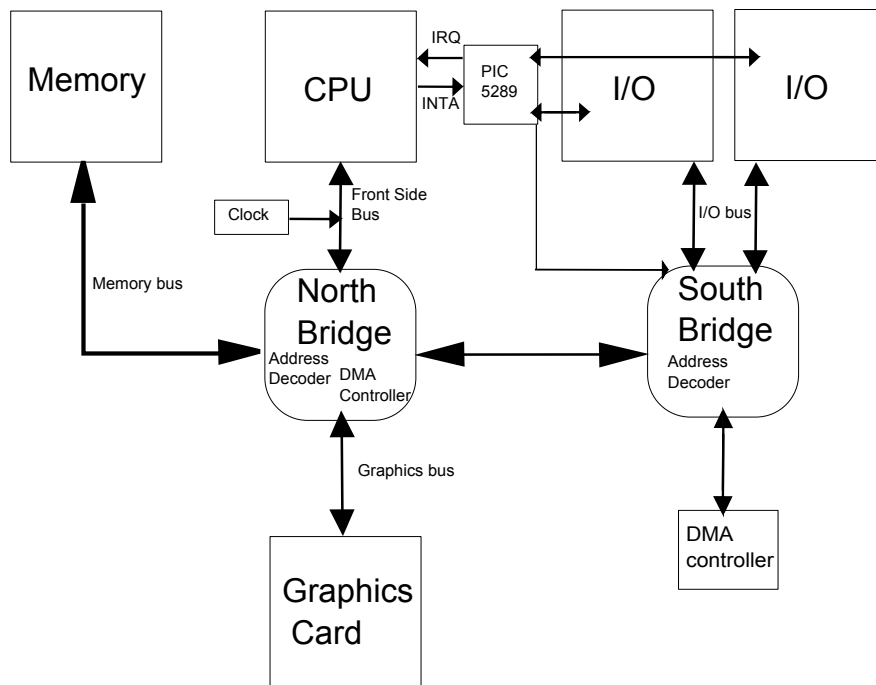 Memory
CPU
IRQ
INTA
PIC
5289
I/O
I/O
Clock
Front Side
Bus
I/O bus
Memory bus
North
Bridge
Address
Decoder
DMA
Controller
South
Bridge
Address
Decoder
Graphics bus
DMA
controller
Graphics
Card